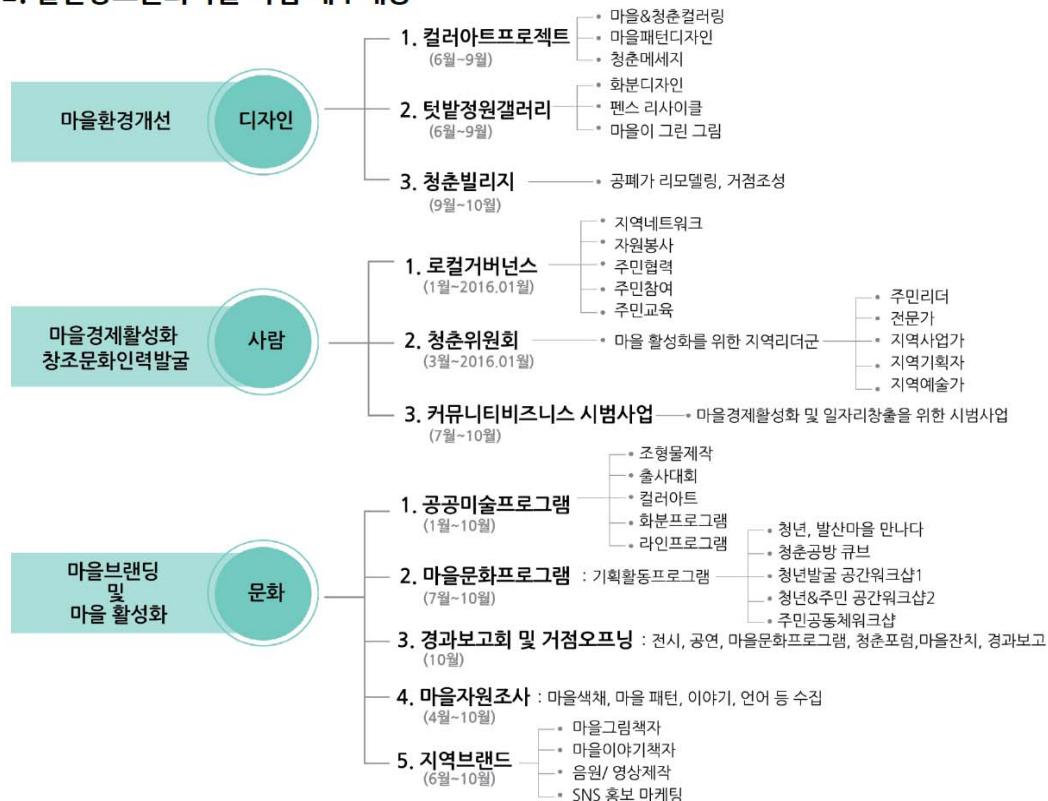 마을환경개선
디자인
1. 컬러아트프로젝트
(6월~9월)
• 마을&청춘컬러링
• 마을패턴디자인
• 청춘메세지
2. 텃밭정원갤러리
(6월~9월)
• 화분디자인
• 펜스 리사이클
• 마을이 그린 그림
3. 청춘빌리지
(9월~10월)
• 공폐가 리모델링, 거점조성
마을경제활성화
창조문화인력발굴
사람
1. 로컬거버넌스
(1월~2016.01월)
• 지역네트워크
• 자원봉사
• 주민협력
• 주민참여
• 주민교육
2. 청춘위원회
(3월~2016.01월)
• 마을 활성화를 위한 지역리더군
• 주민리더
• 전문가
• 지역사업가
• 지역기획자
• 지역예술가
3. 커뮤니티비즈니스 시범사업
(7월~10월)
• 마을경제활성화 및 일자리창출을 위한 시범사업
마을브랜딩
및
마을 활성화
문화
1. 공공미술프로그램
(1월~10월)
• 조형물제작
• 출사대회
• 컬러아트
• 화분프로그램
• 라인프로그램
2. 마을문화프로그램 : 기획활동프로그램
(7월~10월)
• 청년, 발산마을 만나다
• 청춘공방 큐브
• 청년발굴 공간워크샵1
• 청년&주민 공간워크샵2
• 주민공동체워크샵
3. 경과보고회 및 거점오프닝 : 전시, 공연, 마을문화프로그램, 청춘포럼,마을잔치, 경과보고
(10월)
4. 마을자원조사 : 마을색채, 마을 패턴, 이야기, 언어 등 수집
(4월~10월)
5. 지역브랜드
(6월~10월)
• 마을그림책자
• 마을이야기책자
• 음원/ 영상제작
• SNS 홍보 마케팅